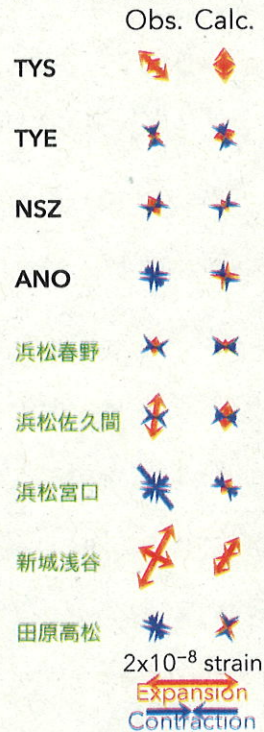 Obs. Calc.
TYS
TYE
NSZ
ANO
浜松春野
浜松佐久間
浜松宮口
新城浅谷
田原高松
2x10⁻⁸ strain
Expansion
Contraction